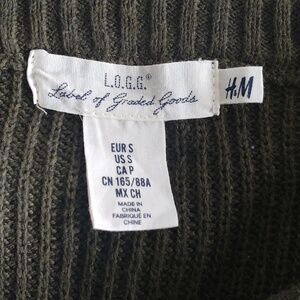 L.O.G.G.®
Label of Graded Goods
H&M
EUR S
US S
CA P
CN 165/88A
MX CH
MADE IN
CHINA
FABRIQUÉ EN
CHINE